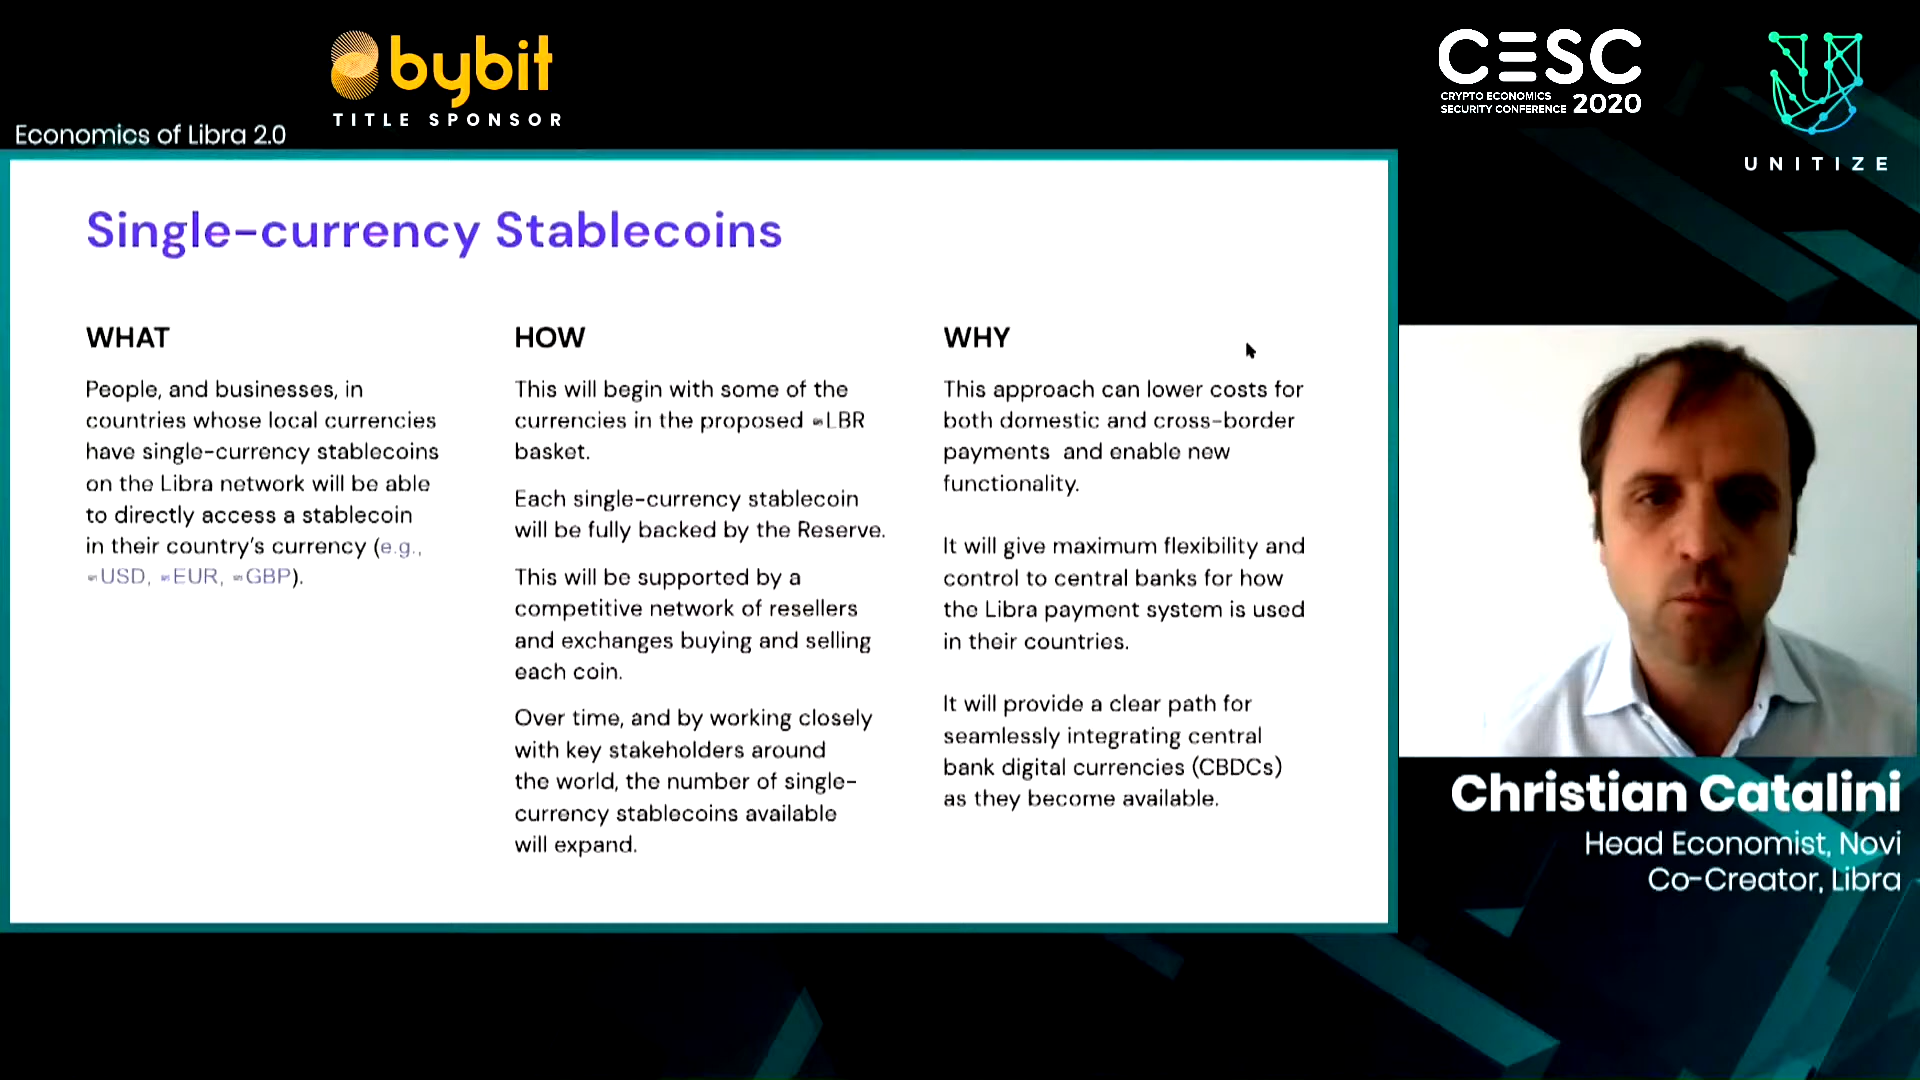 bybit
TITLE SPONSOR
CESC
CRYPTO ECONOMICS
SECURITY CONFERENCE 2020
UNITIZE
Economics of Libra 2.0
Single-currency Stablecoins
WHAT
People, and businesses, in
countries whose local currencies
have single-currency stablecoins
on the Libra network will be able
to directly access a stablecoin
in their country's currency (e.g.,
≋USD, ≋EUR, ≋GBP).
HOW
This will begin with some of the
currencies in the proposed ≋LBR
basket.
Each single-currency stablecoin
will be fully backed by the Reserve.
This will be supported by a
competitive network of resellers
and exchanges buying and selling
each coin.
Over time, and by working closely
with key stakeholders around
the world, the number of single-
currency stablecoins available
will expand.
WHY
This approach can lower costs for
both domestic and cross-border
payments and enable new
functionality.
It will give maximum flexibility and
control to central banks for how
the Libra payment system is used
in their countries.
It will provide a clear path for
seamlessly integrating central
bank digital currencies (CBDCs)
as they become available.
Christian Catalini
Head Economist, Novi
Co-Creator, Libra